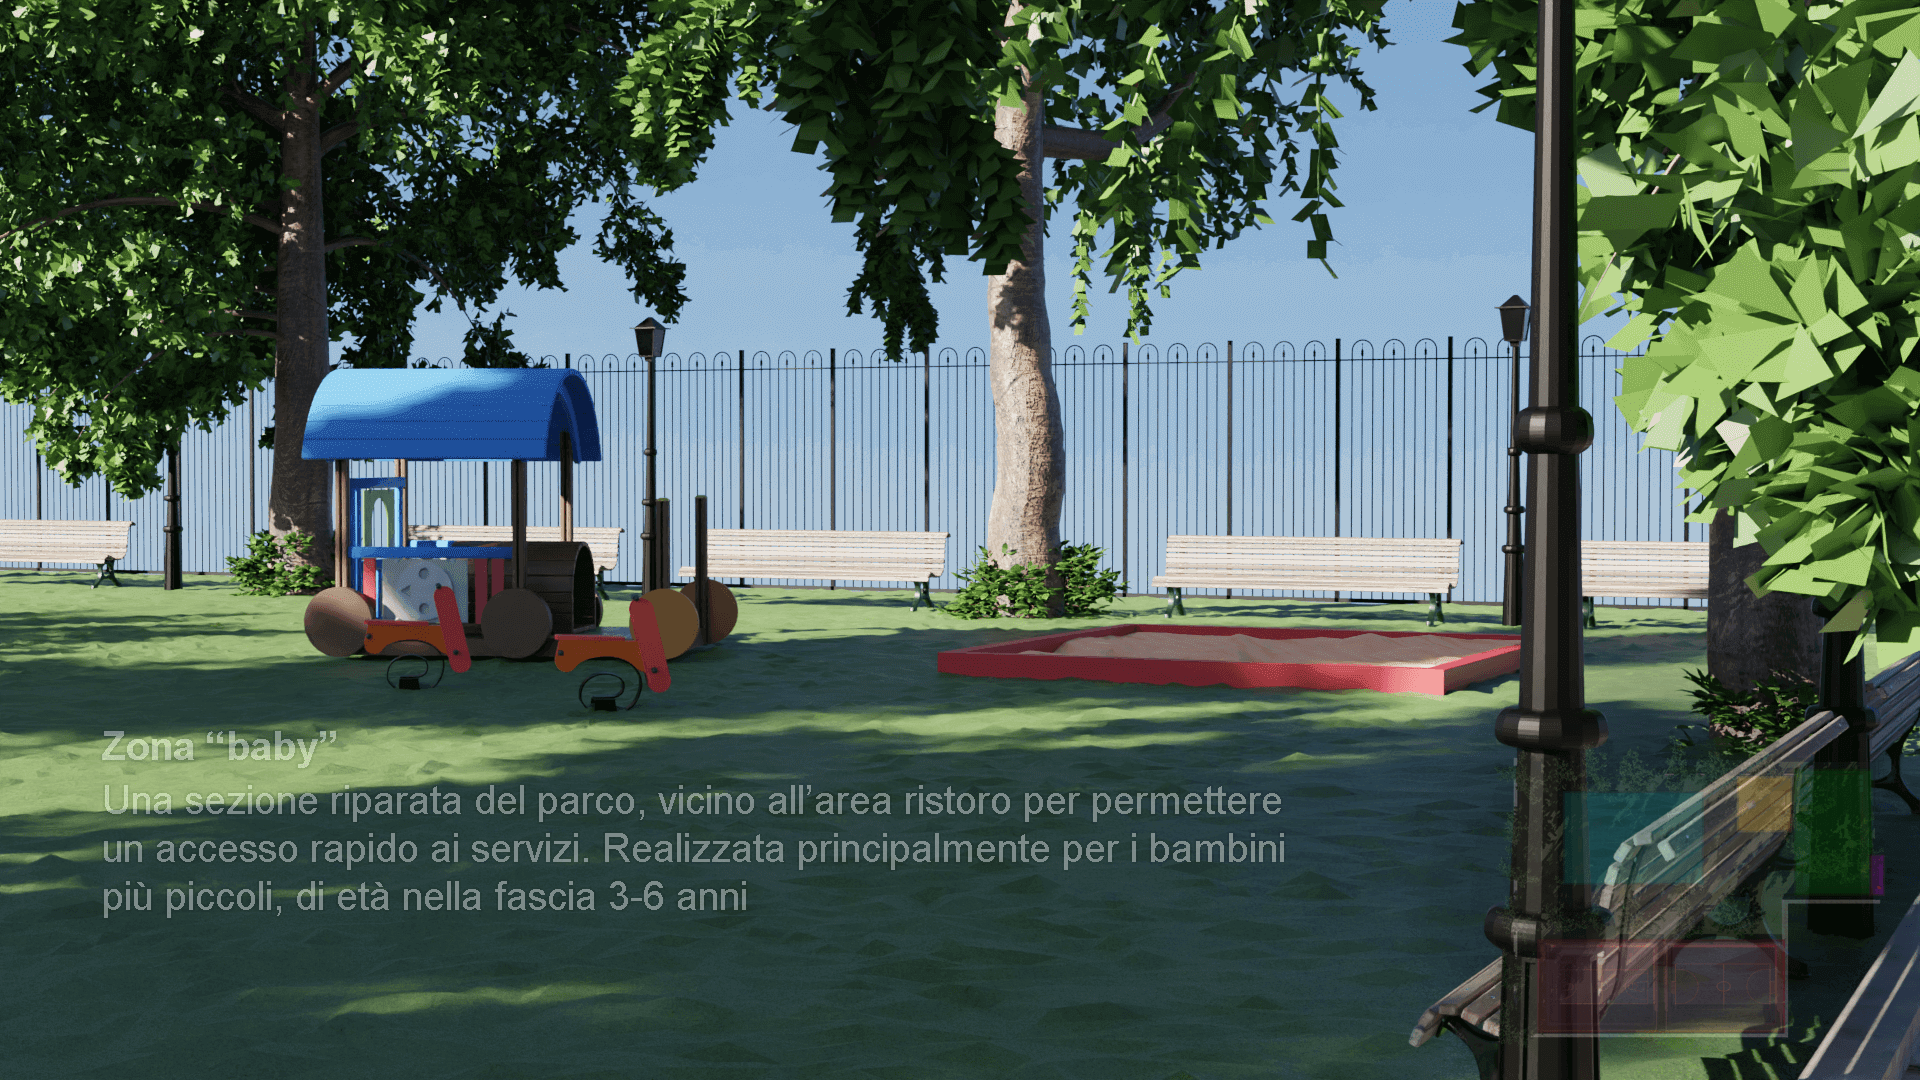 Zona “baby”
Una sezione riparata del parco, vicino all’area ristoro per permettere
un accesso rapido ai servizi. Realizzata principalmente per i bambini
più piccoli, di età nella fascia 3-6 anni